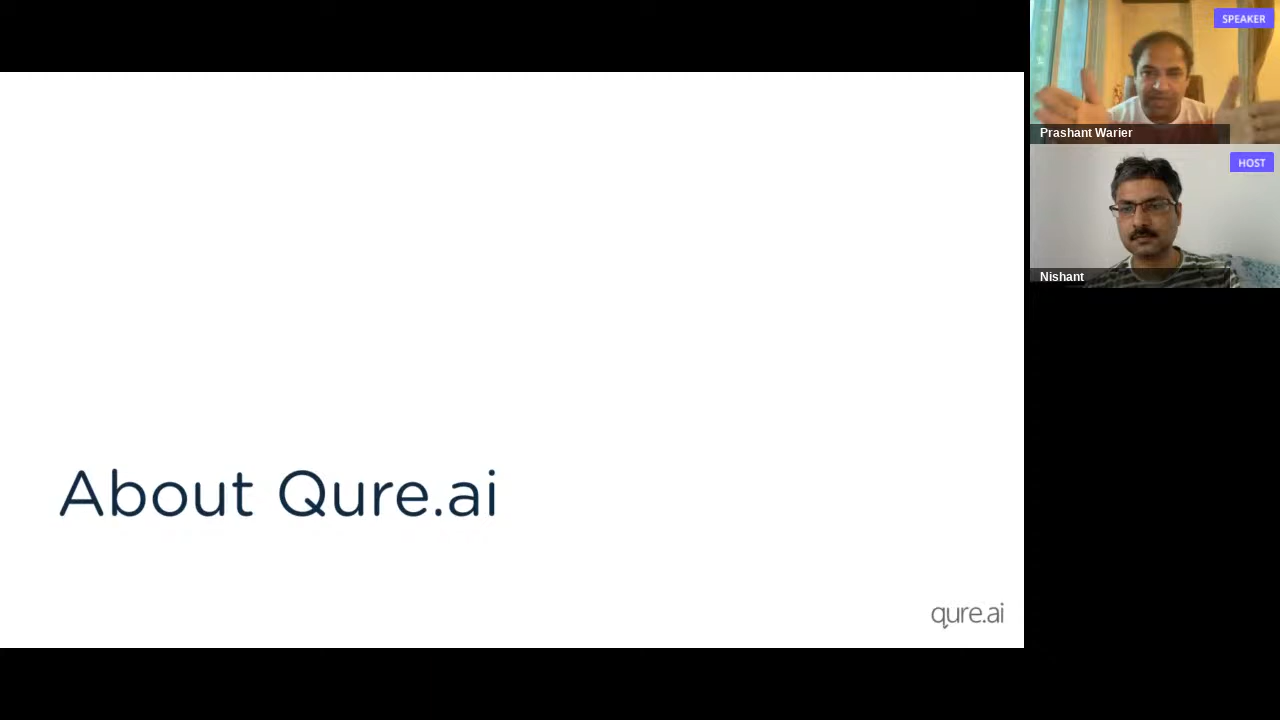 SPEAKER
Prashant Warier
HOST
Nishant
About Qure.ai
qure.ai